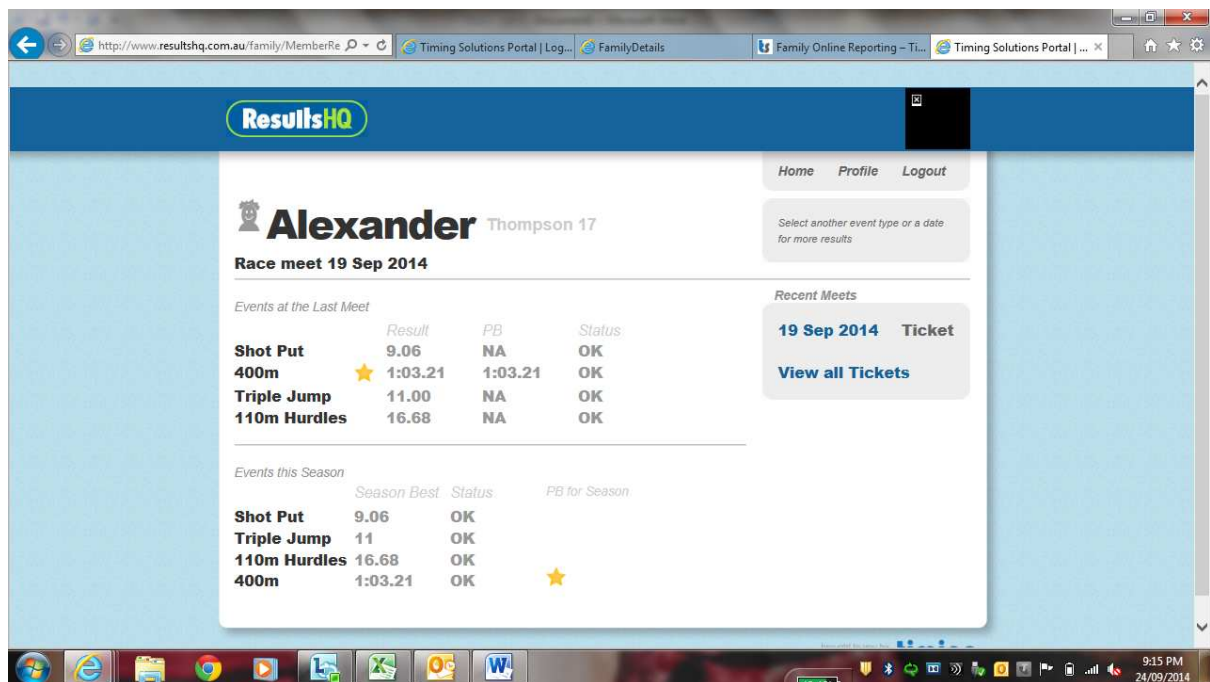 http://www.resultshq.com.au/family/MemberRe
Timing Solutions Portal | Log...
FamilyDetails
Family Online Reporting – Ti...
Timing Solutions Portal | ...
ResultsHQ
Home Profile Logout
Alexander Thompson 17
Select another event type or a date
for more results
Race meet 19 Sep 2014
Recent Meets
19 Sep 2014 Ticket
View all Tickets
Events at the Last Meet
Result PB Status
Shot Put 9.06 NA OK
400m 1:03.21 1:03.21 OK
Triple Jump 11.00 NA OK
110m Hurdles 16.68 NA OK
Events this Season
Season Best Status PB for Season
Shot Put 9.06 OK
Triple Jump 11 OK
110m Hurdles 16.68 OK
400m 1:03.21 OK
9:15 PM
24/09/2014